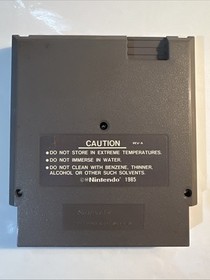 CAUTION REV-A
●DO NOT STORE IN EXTREME TEMPERATURES.
●DO NOT IMMERSE IN WATER.
●DO NOT CLEAN WITH BENZENE, THINNER,
ALCOHOL OR OTHER SUCH SOLVENTS.
©Nintendo 1985